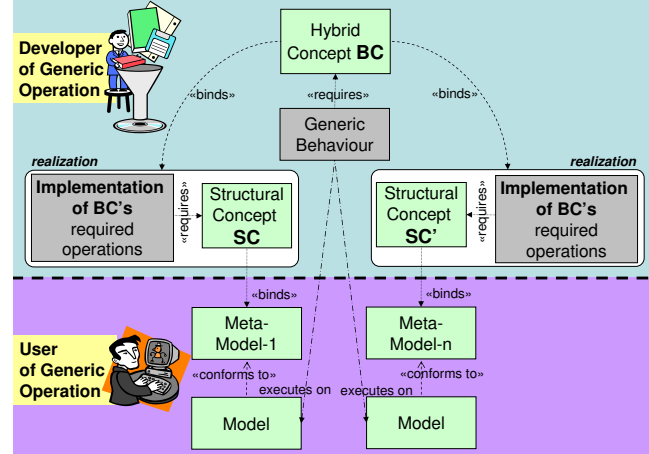 Developer
of Generic
Operation
Hybrid
Concept BC
«binds»
«requires»
«binds»
Generic
Behaviour
realization
realization
Implementation
of BC's
required
operations
«requires»
Structural
Concept
SC
Structural
Concept
SC'
«requires»
Implementation
of BC's
required
operations
«binds»
«binds»
User
of Generic
Operation
Meta-
Model-1
Meta-
Model-n
«conforms to»
«conforms to»
executes on
executes on
Model
Model